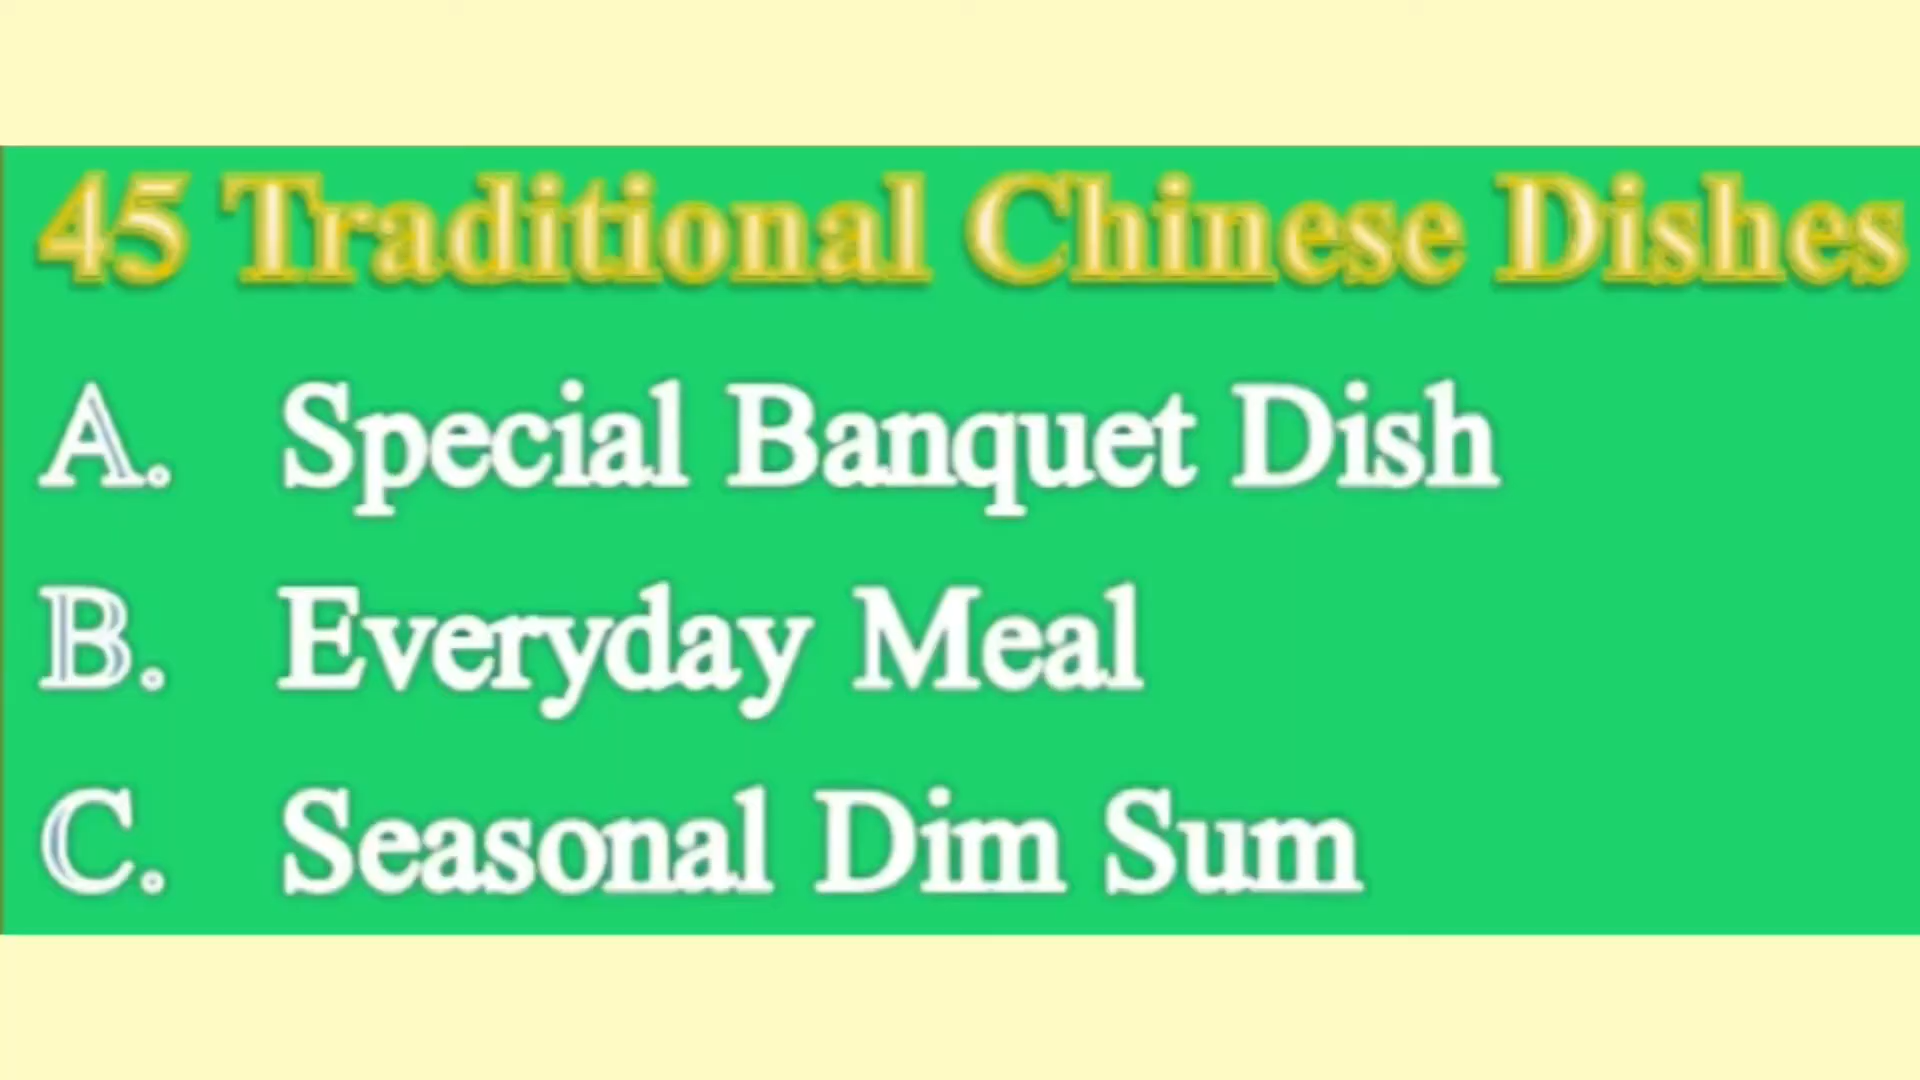 45 Traditional Chinese Dishes
A. Special Banquet Dish
B. Everyday Meal
C. Seasonal Dim Sum